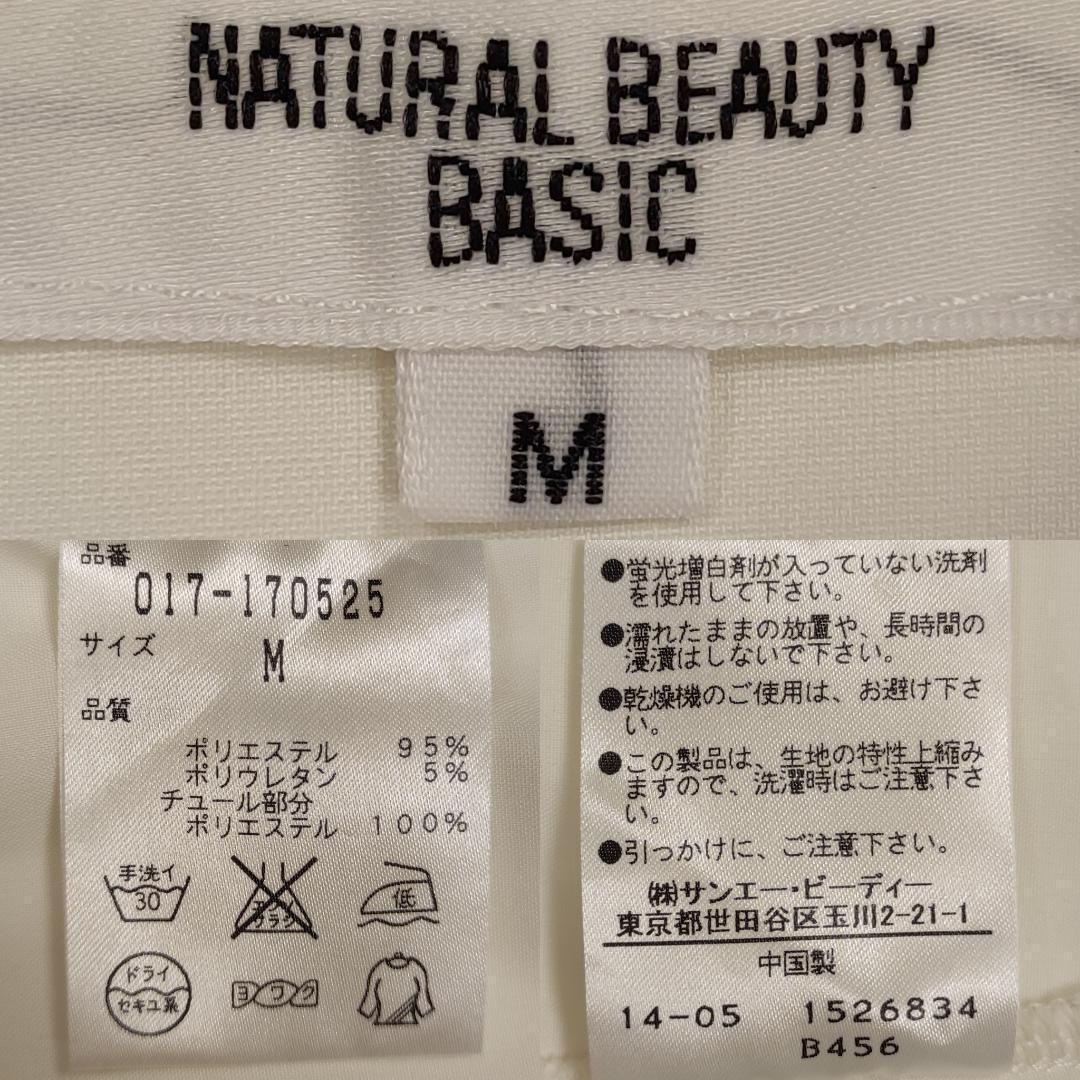 NATURAL BEAUTY
BASIC
M
品番
017-170525
サイズ
M
品質
ポリエステル 95%
ポリウレタン 5%
チュール部分
ポリエステル 100%
手洗イ
30
エンソ
サラシ
低
ドライ
セキユ系
ヨワク
●蛍光増白剤が入っていない洗剤
を使用して下さい。
●濡れたままの放置や、長時間の
浸漬はしないで下さい。
●乾燥機のご使用は、お避け下さ
い。
●この製品は、生地の特性上縮み
ますので、洗濯時はご注意下さ
い。
●引っかけに、ご注意下さい。
㈱サンエー・ビーディー
東京都世田谷区玉川2-21-1
中国製
14-05 1526834
B456